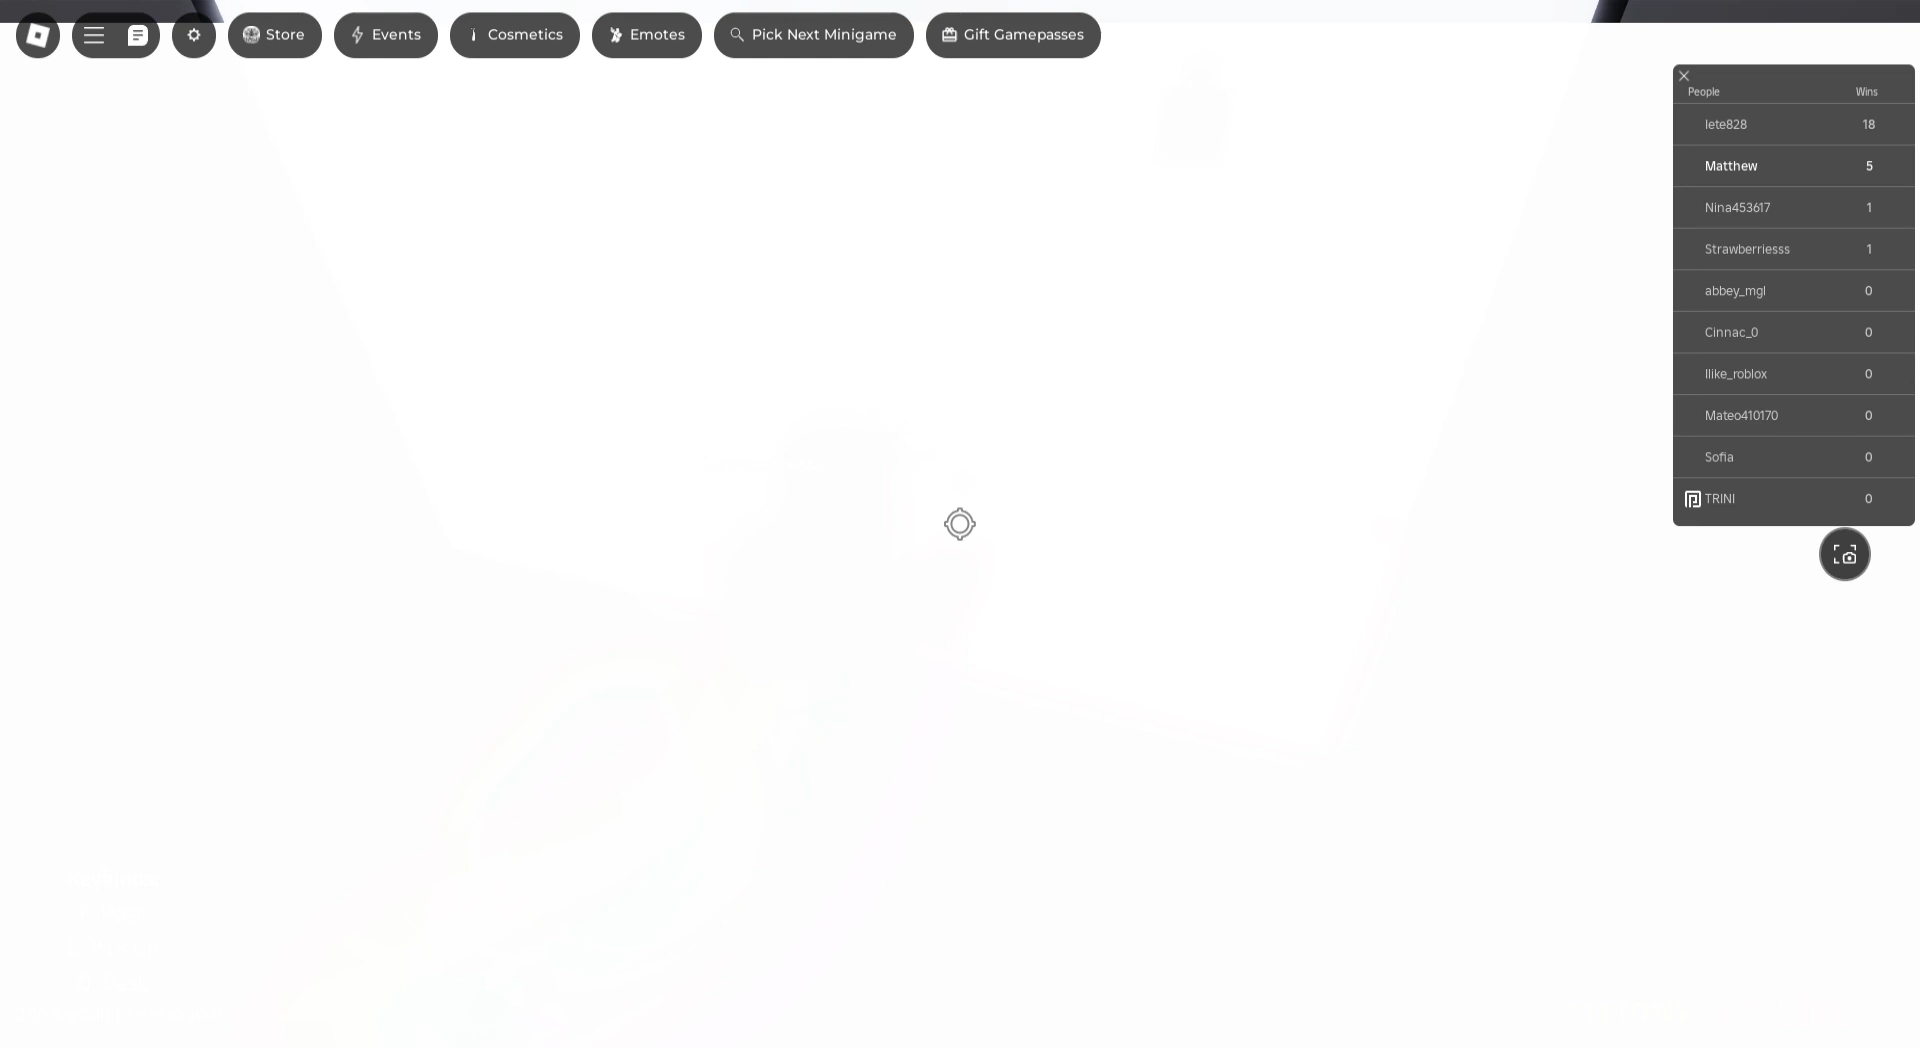 Store
Events
Cosmetics
Emotes
Pick Next Minigame
Gift Gamepasses
People Wins
lete828 18
Matthew 5
Nina453617 1
Strawberriesss 1
abbey_mgl 0
Cinnac_0 0
llike_roblox 0
Mateo410170 0
Sofia 0
TRINI 0